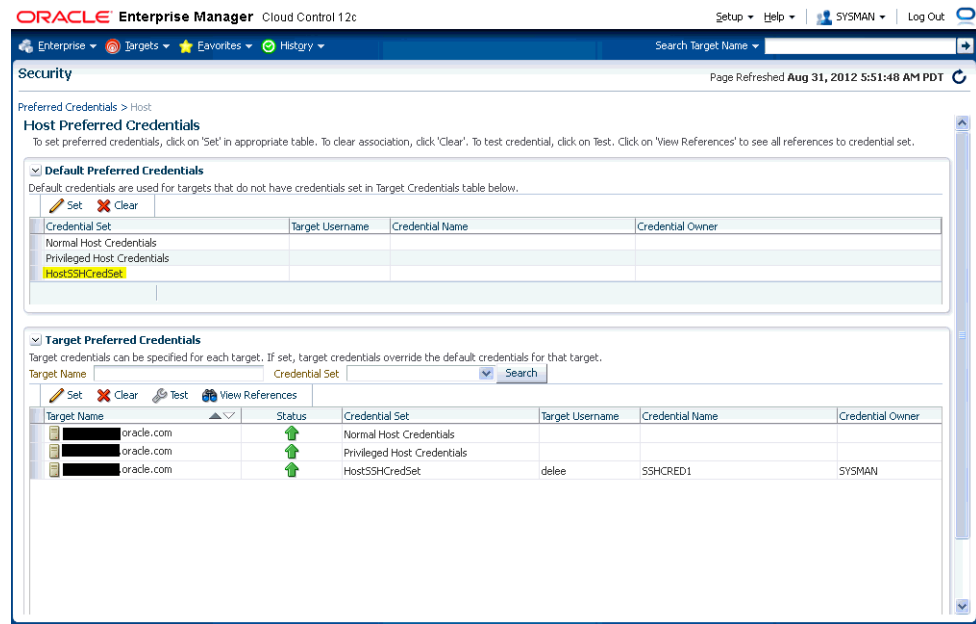 ORACLE Enterprise Manager Cloud Control 12c
Setup Help SYSMAN Log Out
Enterprise Targets Favorites History Search Target Name
Security
Page Refreshed Aug 31, 2012 5:51:48 AM PDT
Preferred Credentials > Host
Host Preferred Credentials
To set preferred credentials, click on 'Set' in appropriate table. To clear association, click 'Clear'. To test credential, click on Test. Click on 'View References' to see all references to credential set.
Default Preferred Credentials
Default credentials are used for targets that do not have credentials set in Target Credentials table below.
Set Clear
Credential Set Target Username Credential Name Credential Owner
Normal Host Credentials
Privileged Host Credentials
HostSSHCredSet
Target Preferred Credentials
Target credentials can be specified for each target. If set, target credentials override the default credentials for that target.
Target Name Credential Set Search
Set Clear Test View References
Target Name Status Credential Set Target Username Credential Name Credential Owner
oracle.com Normal Host Credentials
.oracle.com Privileged Host Credentials
.oracle.com HostSSHCredSet delee SSHCRED1 SYSMAN